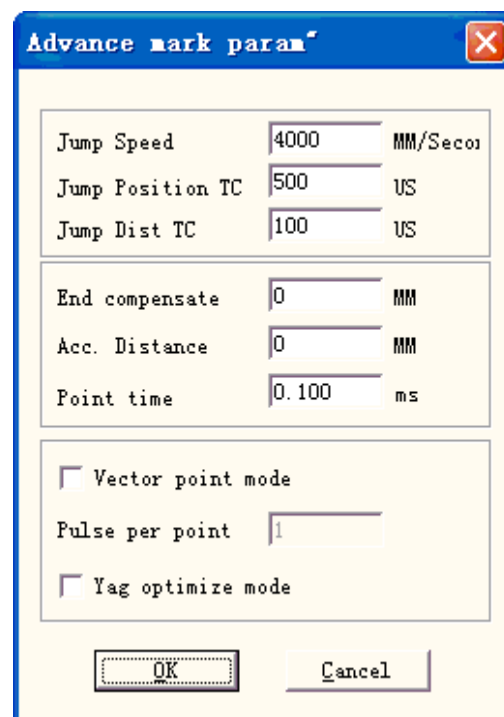 Advance mark param
Jump Speed 4000 MM/Secon
Jump Position TC 500 US
Jump Dist TC 100 US
End compensate 0 MM
Acc. Distance 0 MM
Point time 0.100 ms
Vector point mode
Pulse per point 1
Yag optimize mode
OK Cancel